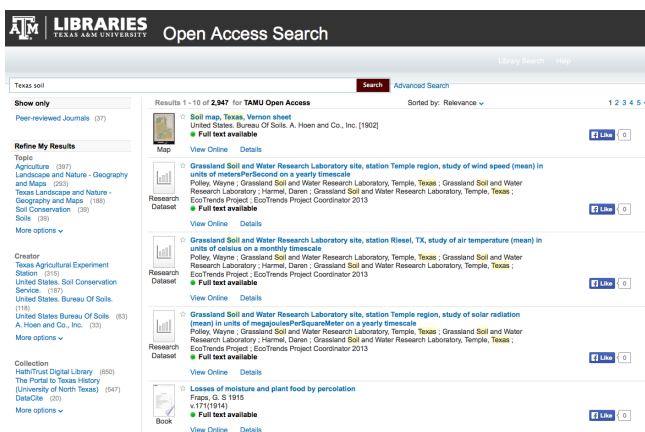 ATM LIBRARIES
TEXAS A&M UNIVERSITY
Open Access Search
Library Search Help
Texas soil
Search
Advanced Search
Show only
Peer-reviewed Journals (37)
Refine My Results
Topic
Agriculture (397)
Landscape and Nature - Geography
and Maps (293)
Texas Landscape and Nature -
Geography and Maps (188)
Soil Conservation (39)
Soils (39)
More options
Creator
Texas Agricultural Experiment
Station (315)
United States. Soil Conservation
Service. (187)
United States. Bureau Of Soils.
(118)
United States Bureau Of Soils (63)
A. Hoen and Co., Inc. (33)
More options
Collection
HathiTrust Digital Library (650)
The Portal to Texas History
(University of North Texas) (547)
DataCite (20)
More options
Results 1 - 10 of 2,947 for TAMU Open Access
Sorted by: Relevance
1 2 3 4 5
Soil map, Texas, Vernon sheet
United States. Bureau Of Soils. A. Hoen and Co., Inc. [1902]
Full text available
Map
View Online Details
Like 0
Grassland Soil and Water Research Laboratory site, station Temple region, study of wind speed (mean) in
units of metersPerSecond on a yearly timescale
Polley, Wayne ; Grassland Soil and Water Research Laboratory, Temple, Texas ; Grassland Soil and Water
Research Laboratory ; Harmel, Daren ; Grassland Soil and Water Research Laboratory, Temple, Texas ;
EcoTrends Project ; EcoTrends Project Coordinator 2013
Full text available
Research
Dataset
View Online Details
Like 0
Grassland Soil and Water Research Laboratory site, station Riesel, TX, study of air temperature (mean) in
units of celsius on a monthly timescale
Polley, Wayne ; Grassland Soil and Water Research Laboratory, Temple, Texas ; Grassland Soil and Water
Research Laboratory ; Harmel, Daren ; Grassland Soil and Water Research Laboratory, Temple, Texas ;
EcoTrends Project ; EcoTrends Project Coordinator 2013
Full text available
Research
Dataset
View Online Details
Like 0
Grassland Soil and Water Research Laboratory site, station Temple region, study of solar radiation
(mean) in units of megajoulesPerSquareMeter on a yearly timescale
Polley, Wayne ; Grassland Soil and Water Research Laboratory, Temple, Texas ; Grassland Soil and Water
Research Laboratory ; Harmel, Daren ; Grassland Soil and Water Research Laboratory, Temple, Texas ;
EcoTrends Project ; EcoTrends Project Coordinator 2013
Full text available
Research
Dataset
View Online Details
Like 0
Losses of moisture and plant food by percolation
Fraps, G. S 1915
v.171(1914)
Full text available
Book
View Online Details
Like 0